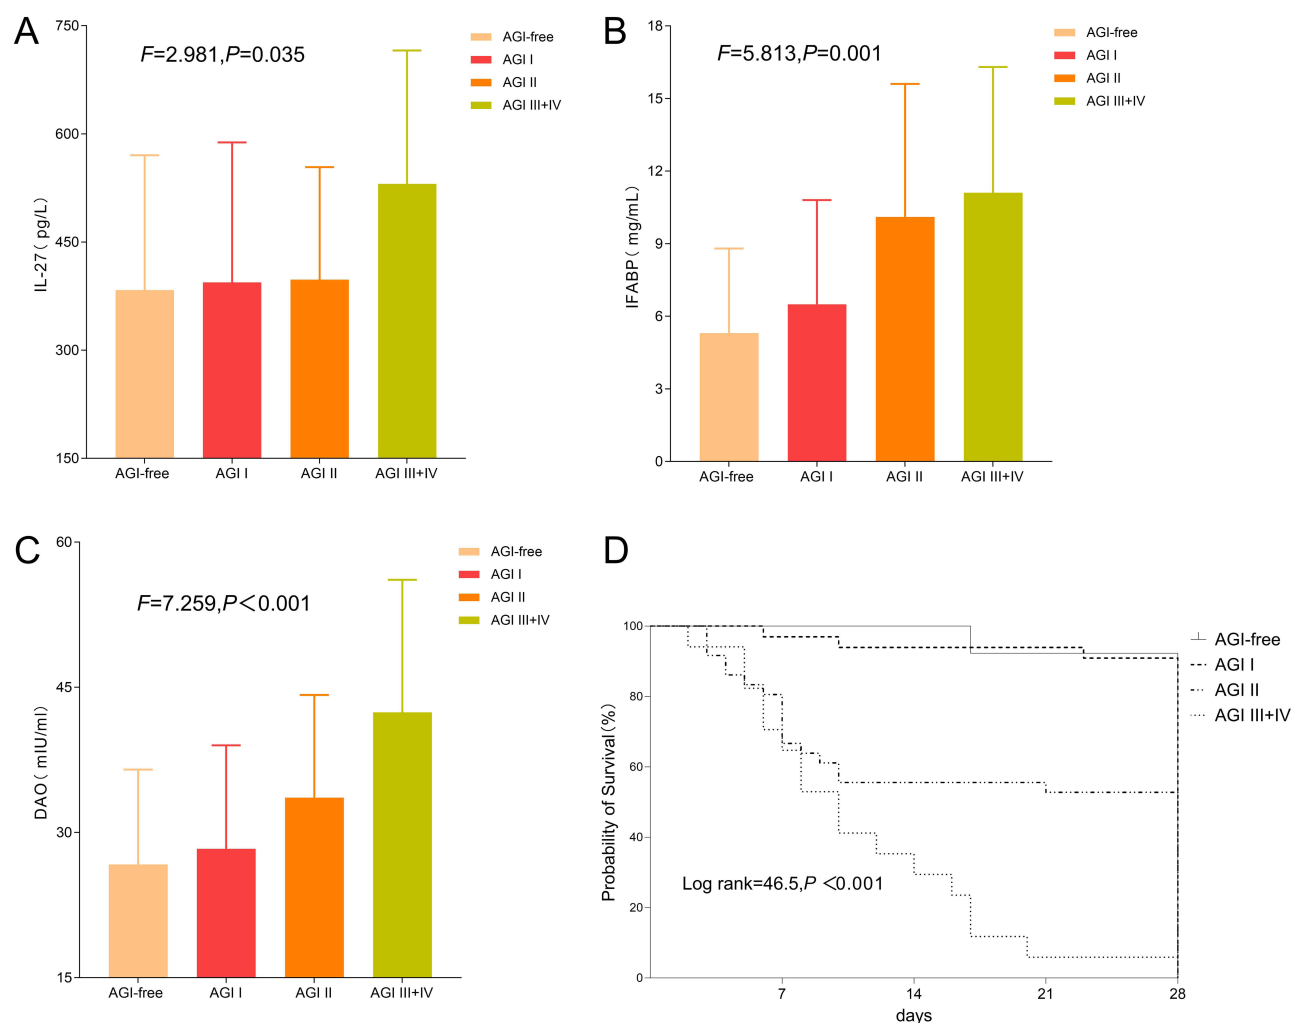 A
F=2.981,P=0.035
AGI-free
AGI I
AGI II
AGI III+IV
750
600
450
300
150
IL-27( pg/L)
AGI-free
AGI I
AGI II
AGI III+IV
B
F=5.813,P=0.001
AGI-free
AGI I
AGI II
AGI III+IV
18
15
12
9
6
3
0
IFABP( mg/mL)
AGI-free
AGI I
AGI II
AGI III+IV
C
F=7.259,P<0.001
AGI-free
AGI I
AGI II
AGI III+IV
60
45
30
15
DAO( mIU/ml)
AGI-free
AGI I
AGI II
AGI III+IV
D
AGI-free
AGI I
AGI II
AGI III+IV
100
80
60
40
20
0
Probability of Survival(%)
Log rank=46.5,P <0.001
7
14
21
28
days